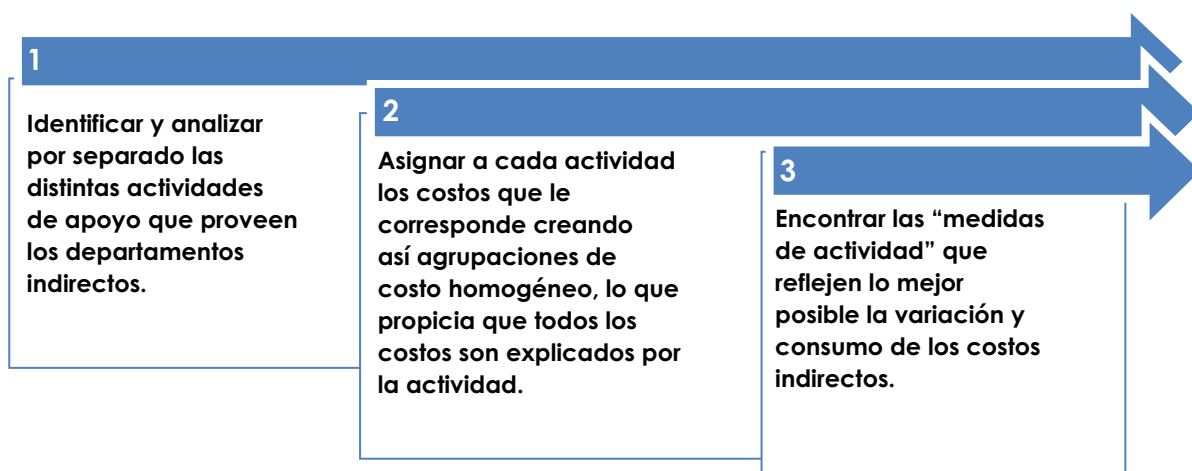 1
Identificar y analizar
por separado las
distintas actividades
de apoyo que proveen
los departamentos
indirectos.
2
Asignar a cada actividad
los costos que le
corresponde creando
así agrupaciones de
costo homogéneo, lo que
propicia que todos los
costos son explicados por
la actividad.
3
Encontrar las “medidas
de actividad” que
reflejen lo mejor
posible la variación y
consumo de los costos
indirectos.